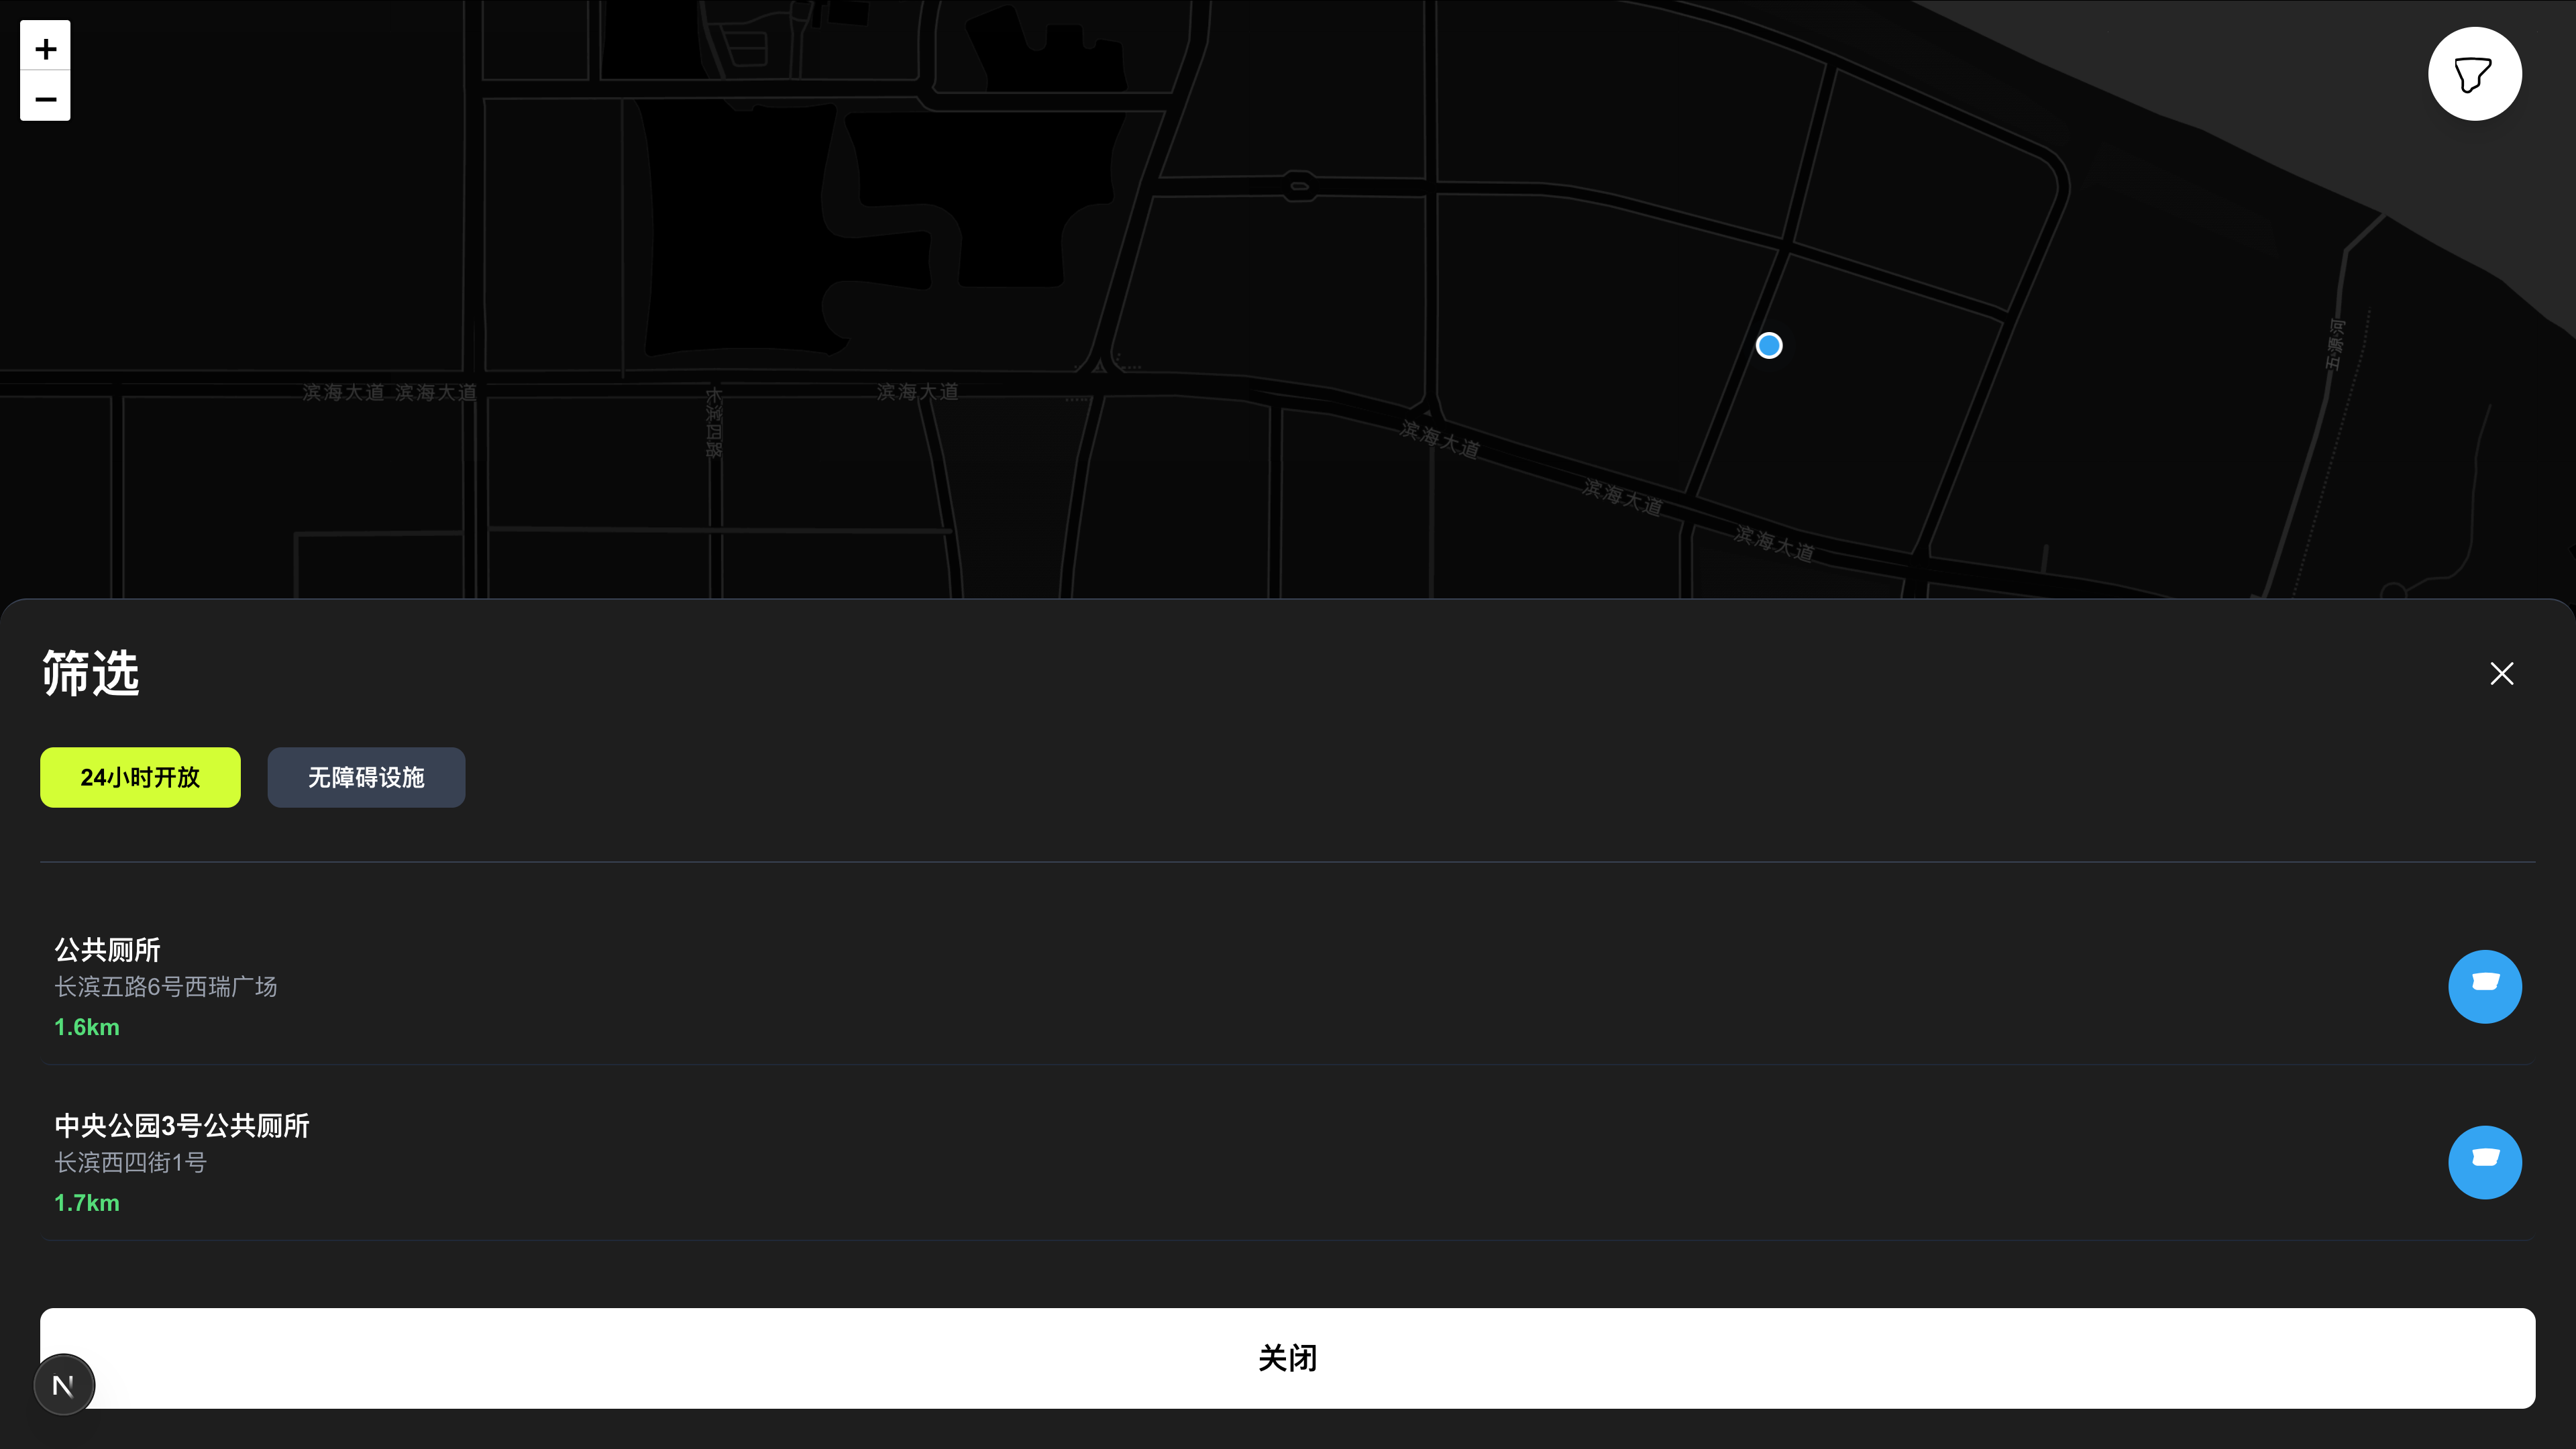 +
−
五源河
滨海大道 滨海大道
长滨四路
滨海大道
滨海大道
滨海大道
滨海大道
筛选
24小时开放
无障碍设施
公共厕所
长滨五路6号西瑞广场
1.6km
中央公园3号公共厕所
长滨西四街1号
1.7km
关闭
N